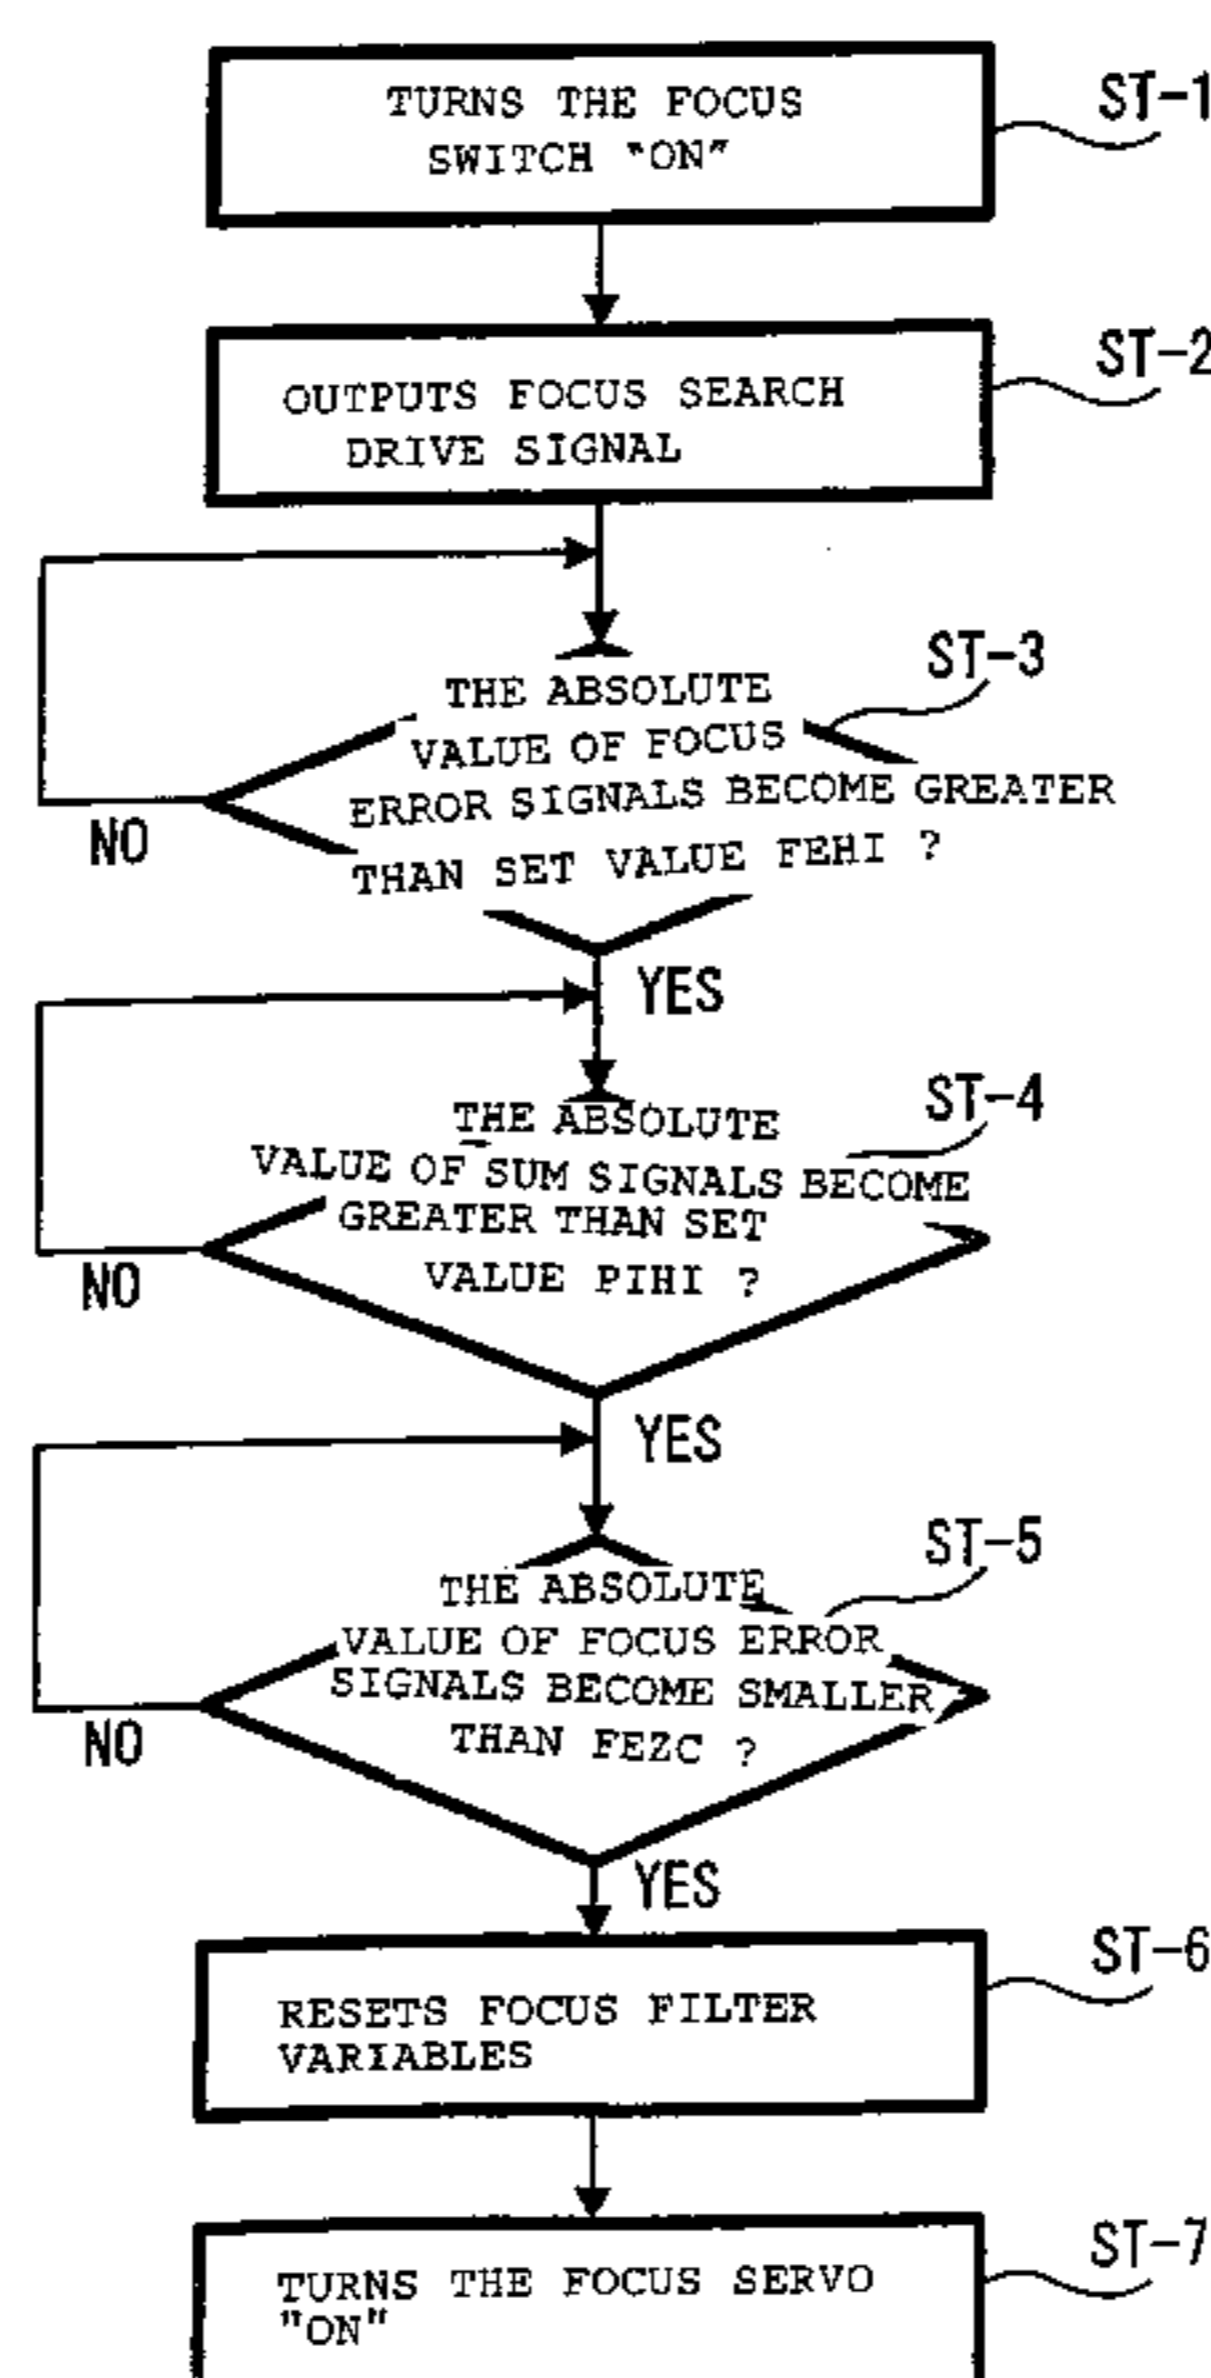 TURNS THE FOCUS
SWITCH "ON"
ST-1
OUTPUTS FOCUS SEARCH
DRIVE SIGNAL
ST-2
THE ABSOLUTE
VALUE OF FOCUS
ERROR SIGNALS BECOME GREATER
THAN SET VALUE FEHI ?
ST-3
NO
YES
THE ABSOLUTE
VALUE OF SUM SIGNALS BECOME
GREATER THAN SET
VALUE PIHI ?
ST-4
NO
YES
THE ABSOLUTE
VALUE OF FOCUS ERROR
SIGNALS BECOME SMALLER
THAN FEZC ?
ST-5
NO
YES
RESETS FOCUS FILTER
VARIABLES
ST-6
TURNS THE FOCUS SERVO
"ON"
ST-7